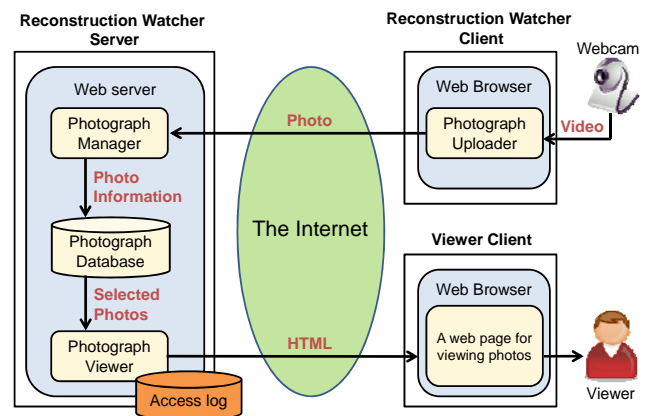 Reconstruction Watcher
Server
Reconstruction Watcher
Client
Webcam
Web server
Web Browser
Photograph
Manager
Photo
Photograph
Uploader
Video
Photo
Information
The Internet
Photograph
Database
Viewer Client
Selected
Photos
Web Browser
Photograph
Viewer
HTML
A web page for
viewing photos
Viewer
Access log